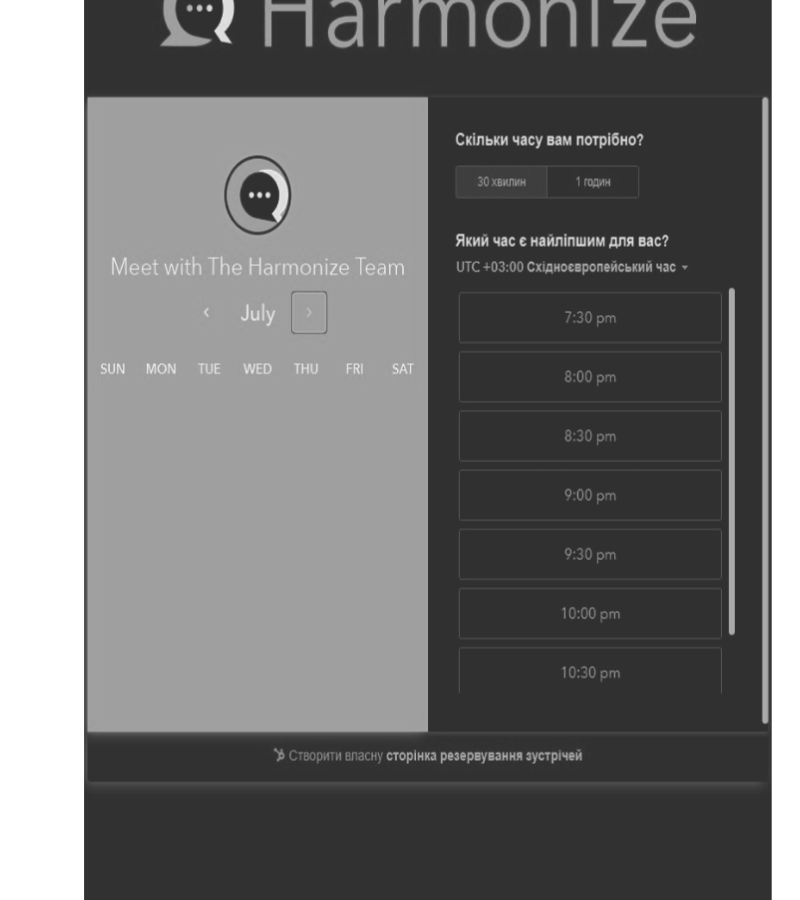 Harmonize
Meet with The Harmonize Team
July
SUN MON TUE WED THU FRI SAT
Скільки часу вам потрібно?
30 хвилин 1 годин
Який час є найліпшим для вас?
UTC +03:00 Східноєвропейський час
7:30 pm
8:00 pm
8:30 pm
9:00 pm
9:30 pm
10:00 pm
10:30 pm
Створити власну сторінка резервування зустрічей